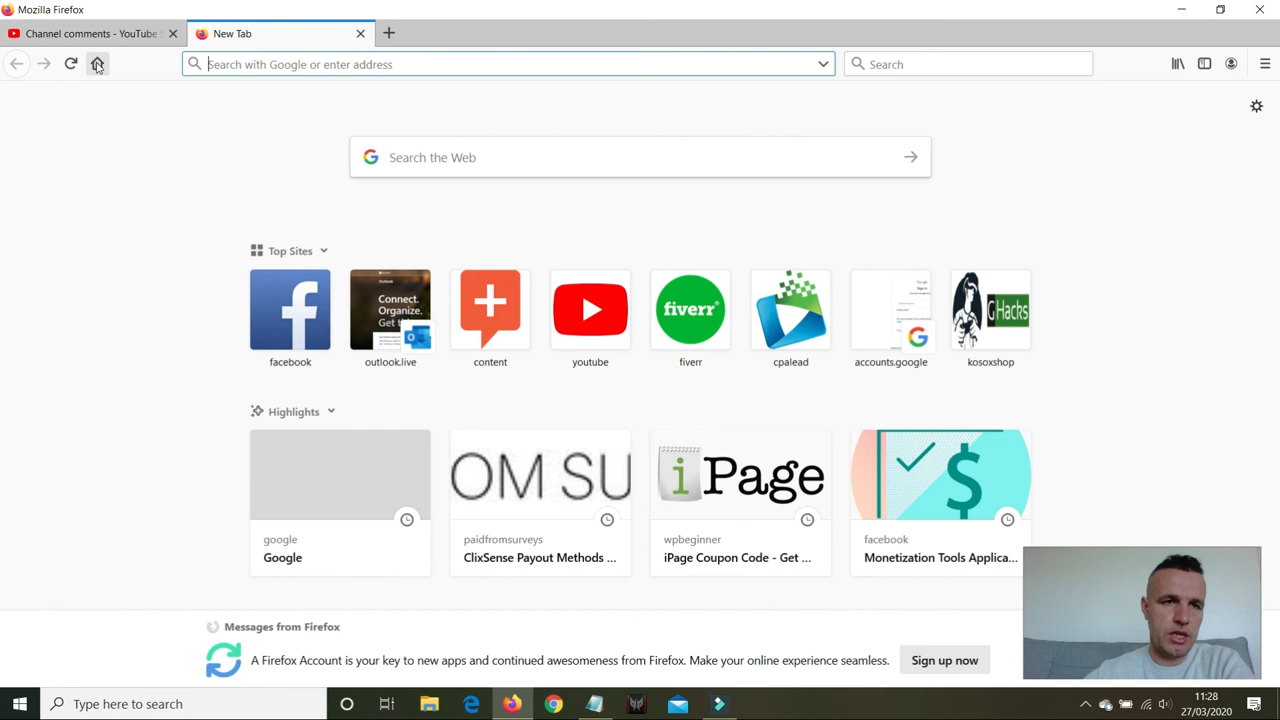 Mozilla Firefox
Channel comments - YouTube S
New Tab
Search with Google or enter address
Search
Search the Web
Top Sites
Connect.
Organize.
fiverr
GHacks
facebook
outlook.live
content
youtube
fiverr
cpalead
accounts.google
kosoxshop
Highlights
OM SU
iPage
google
Google
paidfromsurveys
ClixSense Payout Methods ...
wpbeginner
iPage Coupon Code - Get ...
facebook
Monetization Tools Applica...
Messages from Firefox
A Firefox Account is your key to new apps and continued awesomeness from Firefox. Make your online experience seamless.
Sign up now
Type here to search
11:28
27/03/2020